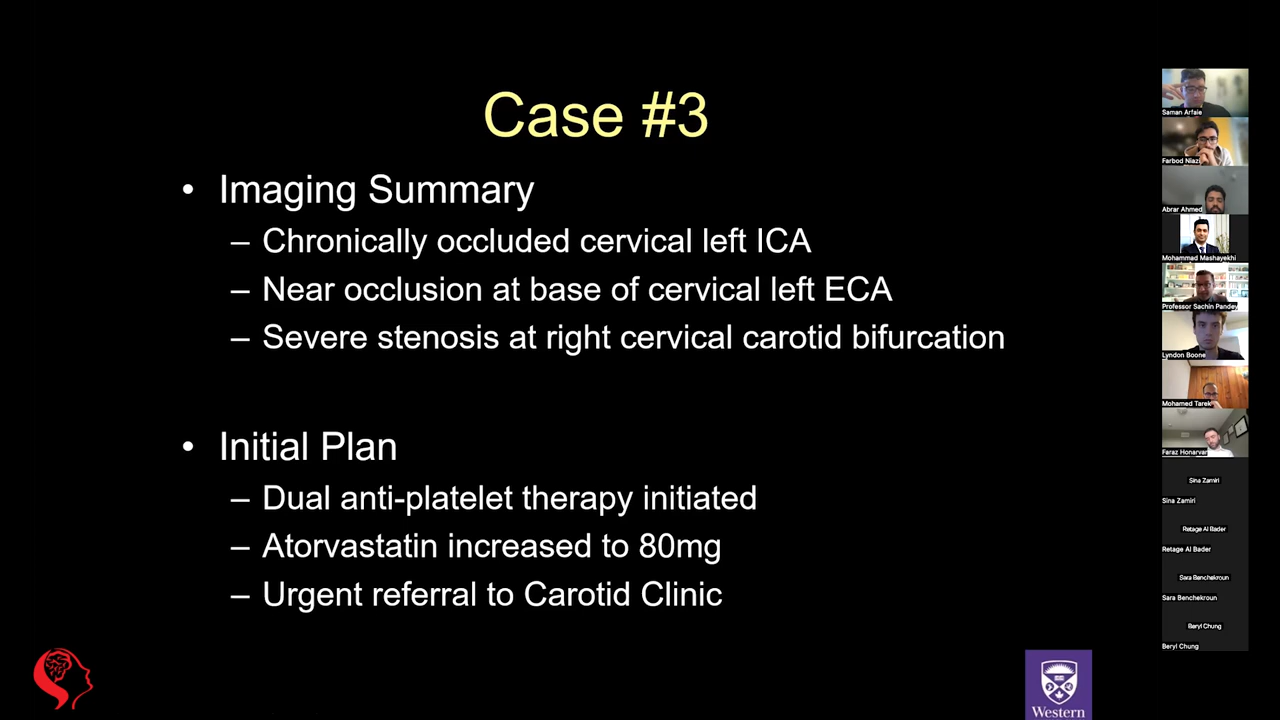 Case #3
• Imaging Summary
– Chronically occluded cervical left ICA
– Near occlusion at base of cervical left ECA
– Severe stenosis at right cervical carotid bifurcation
• Initial Plan
– Dual anti-platelet therapy initiated
– Atorvastatin increased to 80mg
– Urgent referral to Carotid Clinic
Western
Saman Arfaie
Farbod Niazi
Abrar Ahmed
Mohammad Mashayekhi
Professor Sachin Pandey
Lyndon Boone
Mohamed Tarek
Faraz Honarvar
Sina Zamiri
Sina Zamiri
Retage Al Bader
Retage Al Bader
Sara Benchekroun
Sara Benchekroun
Beryl Chung
Beryl Chung